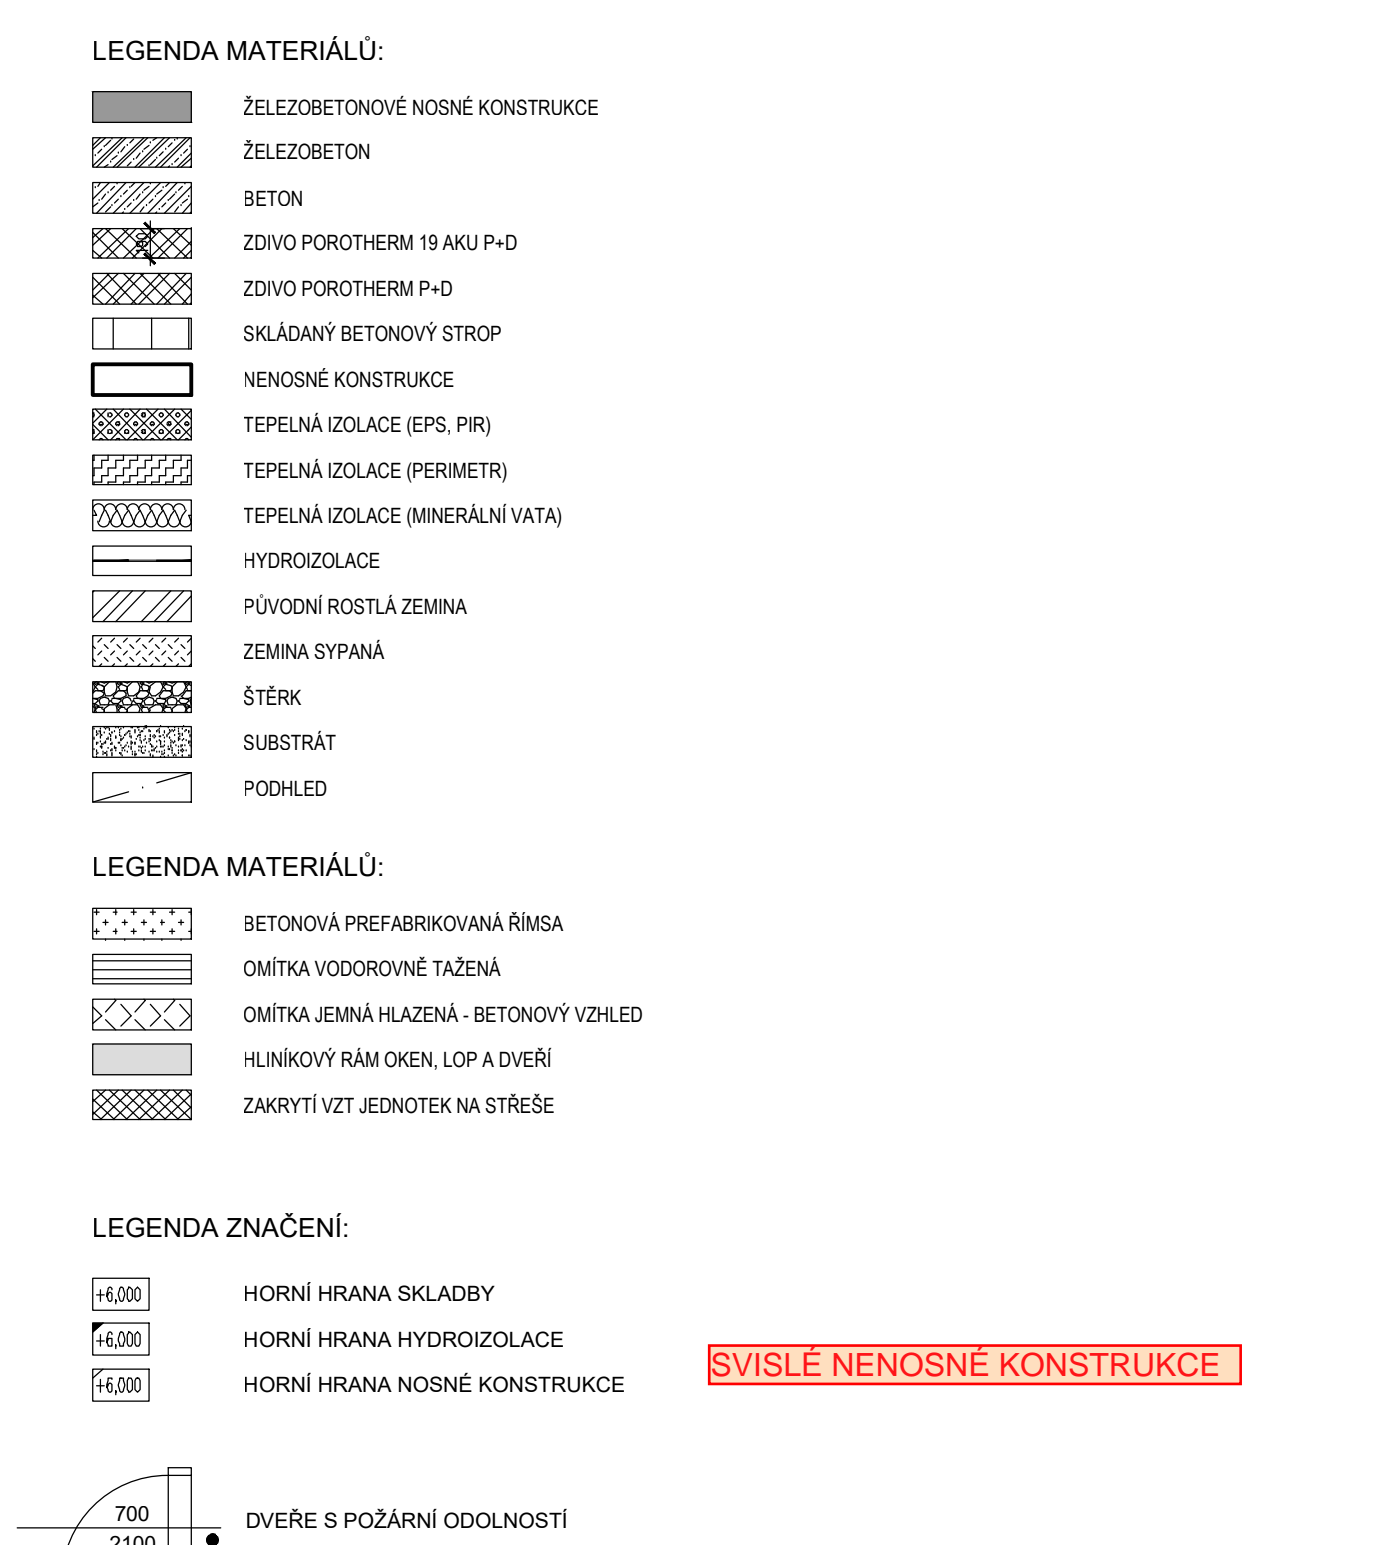 LEGENDA MATERIÁLŮ:
ŽELEZOBETONOVÉ NOSNÉ KONSTRUKCE
ŽELEZOBETON
BETON
190
ZDIVO POROTHERM 19 AKU P+D
ZDIVO POROTHERM P+D
SKLÁDANÝ BETONOVÝ STROP
NENOSNÉ KONSTRUKCE
TEPELNÁ IZOLACE (EPS, PIR)
TEPELNÁ IZOLACE (PERIMETR)
TEPELNÁ IZOLACE (MINERÁLNÍ VATA)
HYDROIZOLACE
PŮVODNÍ ROSTLÁ ZEMINA
ZEMINA SYPANÁ
ŠTĚRK
SUBSTRÁT
PODHLED
LEGENDA MATERIÁLŮ:
BETONOVÁ PREFABRIKOVANÁ ŘÍMSA
OMÍTKA VODOROVNĚ TAŽENÁ
OMÍTKA JEMNÁ HLAZENÁ - BETONOVÝ VZHLED
HLINÍKOVÝ RÁM OKEN, LOP A DVEŘÍ
ZAKRYTÍ VZT JEDNOTEK NA STŘEŠE
LEGENDA ZNAČENÍ:
+6,000 HORNÍ HRANA SKLADBY
+6,000 HORNÍ HRANA HYDROIZOLACE
+6,000 HORNÍ HRANA NOSNÉ KONSTRUKCE
SVISLÉ NENOSNÉ KONSTRUKCE
700
2100
DVEŘE S POŽÁRNÍ ODOLNOSTÍ